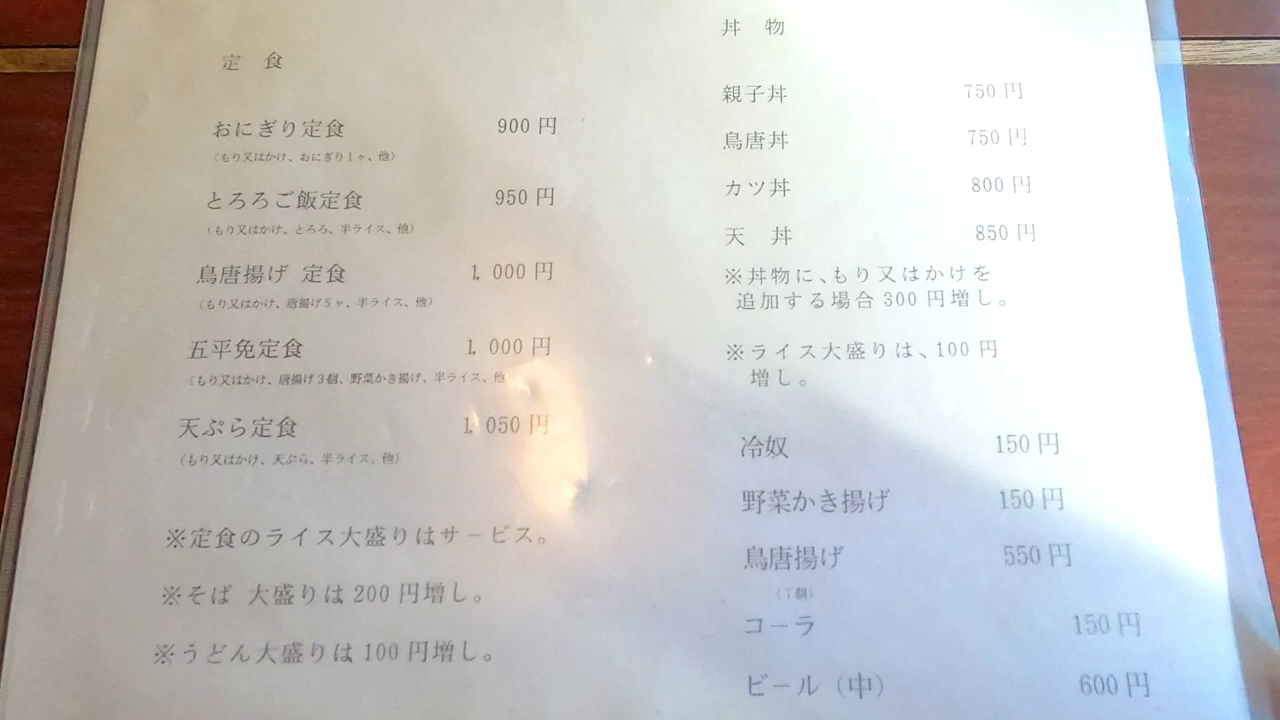 定 食
おにぎり定食 900円
(もり又はかけ、おにぎり1ヶ、他)
とろろご飯定食 950円
(もり又はかけ、とろろ、半ライス、他)
鳥唐揚げ 定食 1,000円
(もり又はかけ、唐揚げ5ヶ、半ライス、他)
五平免定食 1,000円
(もり又はかけ、唐揚げ3個、野菜かき揚げ、半ライス、他
天ぷら定食 1,050円
(もり又はかけ、天ぷら、半ライス、他)
※定食のライス大盛りはサービス。
※そば 大盛りは200円増し。
※うどん大盛りは100円増し。
丼 物
親子丼 750円
鳥唐丼 750円
カツ丼 800円
天 丼 850円
※丼物に、もり又はかけを
追加する場合300円増し。
※ライス大盛りは、100円
増し。
冷奴 150円
野菜かき揚げ 150円
鳥唐揚げ 550円
(7個)
コーラ 150円
ビール(中) 600円